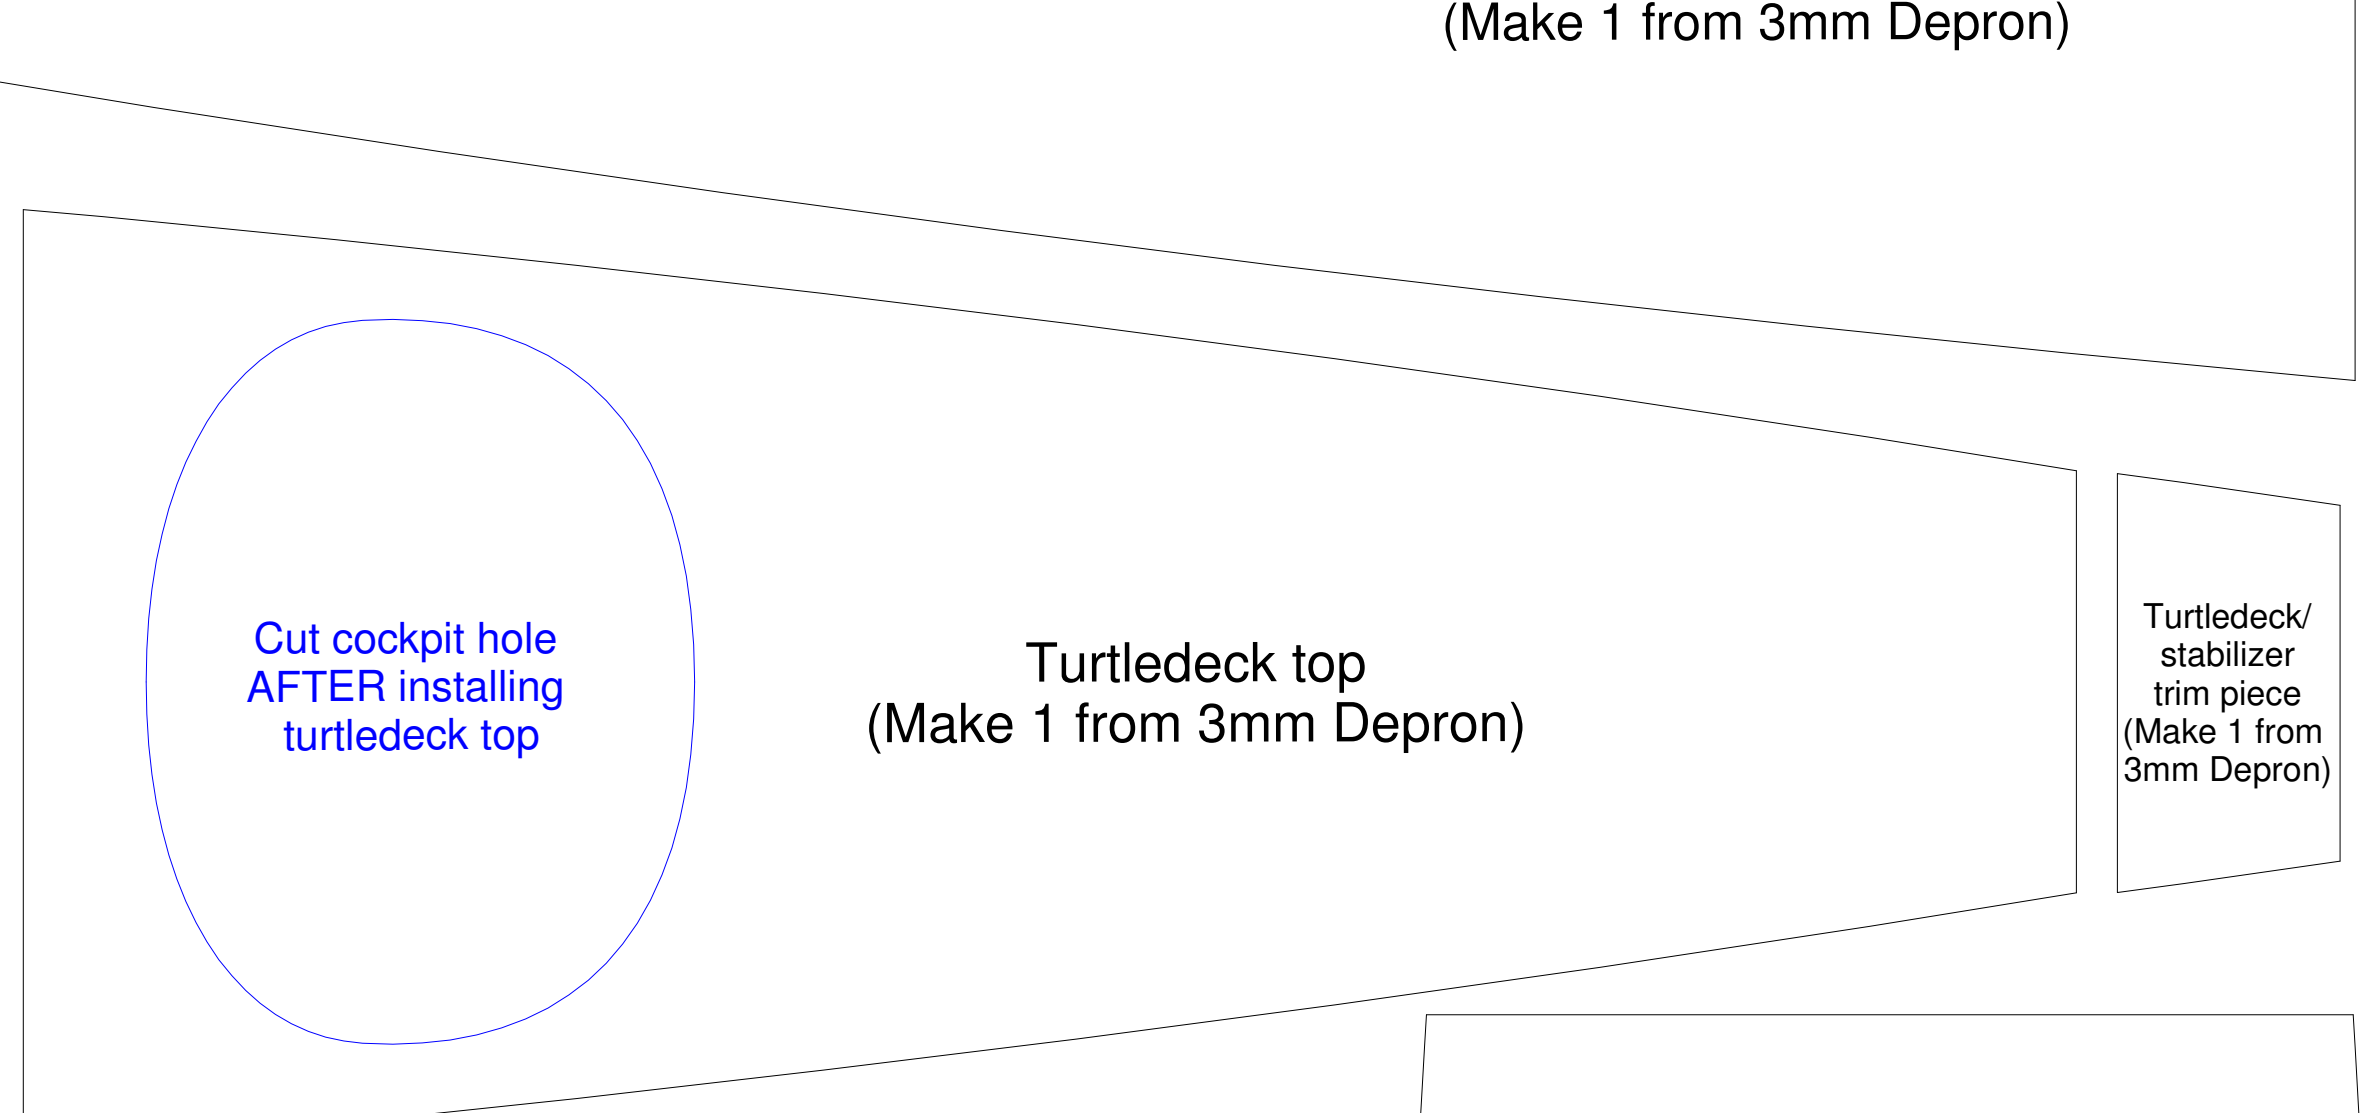 (Make 1 from 3mm Depron)
Cut cockpit hole
AFTER installing
turtledeck top
Turtledeck top
(Make 1 from 3mm Depron)
Turtledeck/
stabilizer
trim piece
(Make 1 from
3mm Depron)